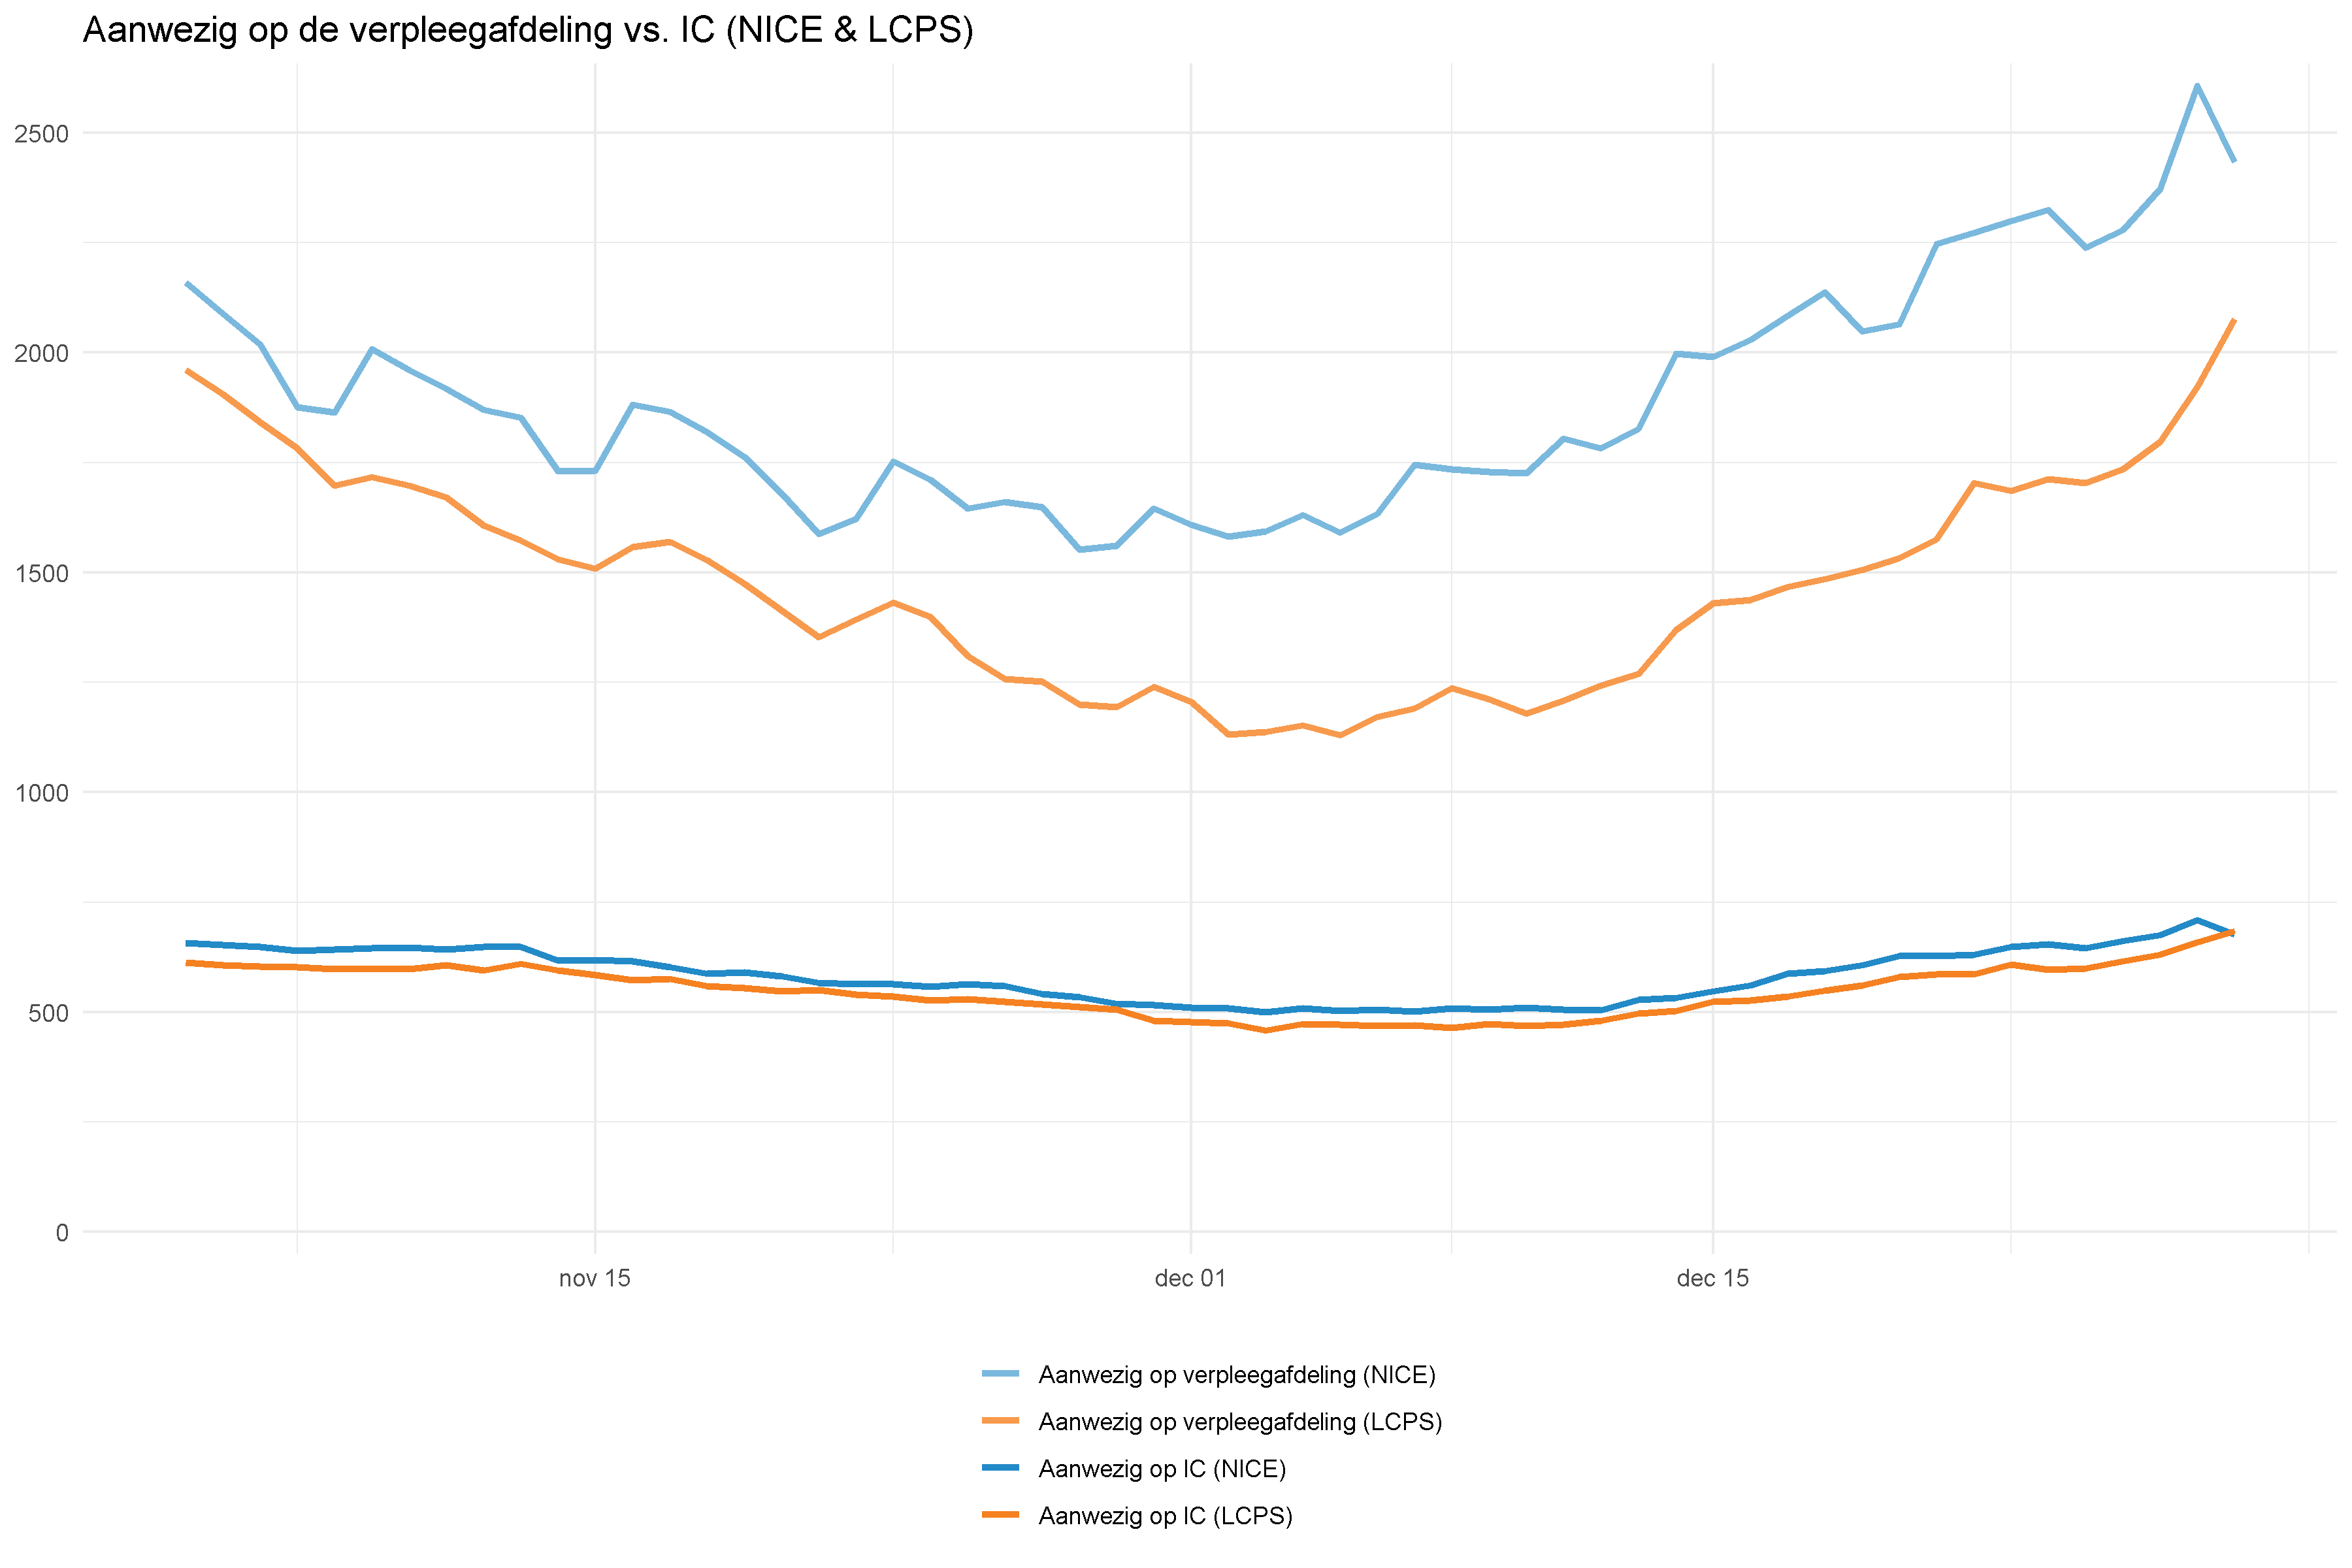 Aanwezig op de verpleegafdeling vs. IC (NICE & LCPS)
2500
2000
1500
1000
500
0
nov 15 dec 01 dec 15
Aanwezig op verpleegafdeling (NICE)
Aanwezig op verpleegafdeling (LCPS)
Aanwezig op IC (NICE)
Aanwezig op IC (LCPS)